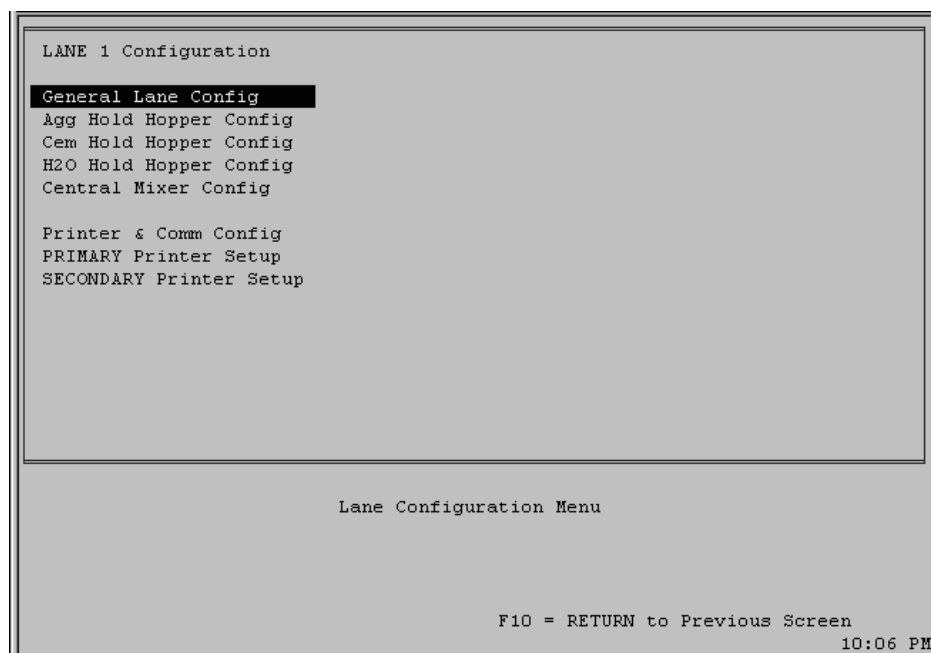 LANE 1 Configuration
General Lane Config
Agg Hold Hopper Config
Cem Hold Hopper Config
H2O Hold Hopper Config
Central Mixer Config
Printer & Comm Config
PRIMARY Printer Setup
SECONDARY Printer Setup
Lane Configuration Menu
F10 = RETURN to Previous Screen
10:06 PM